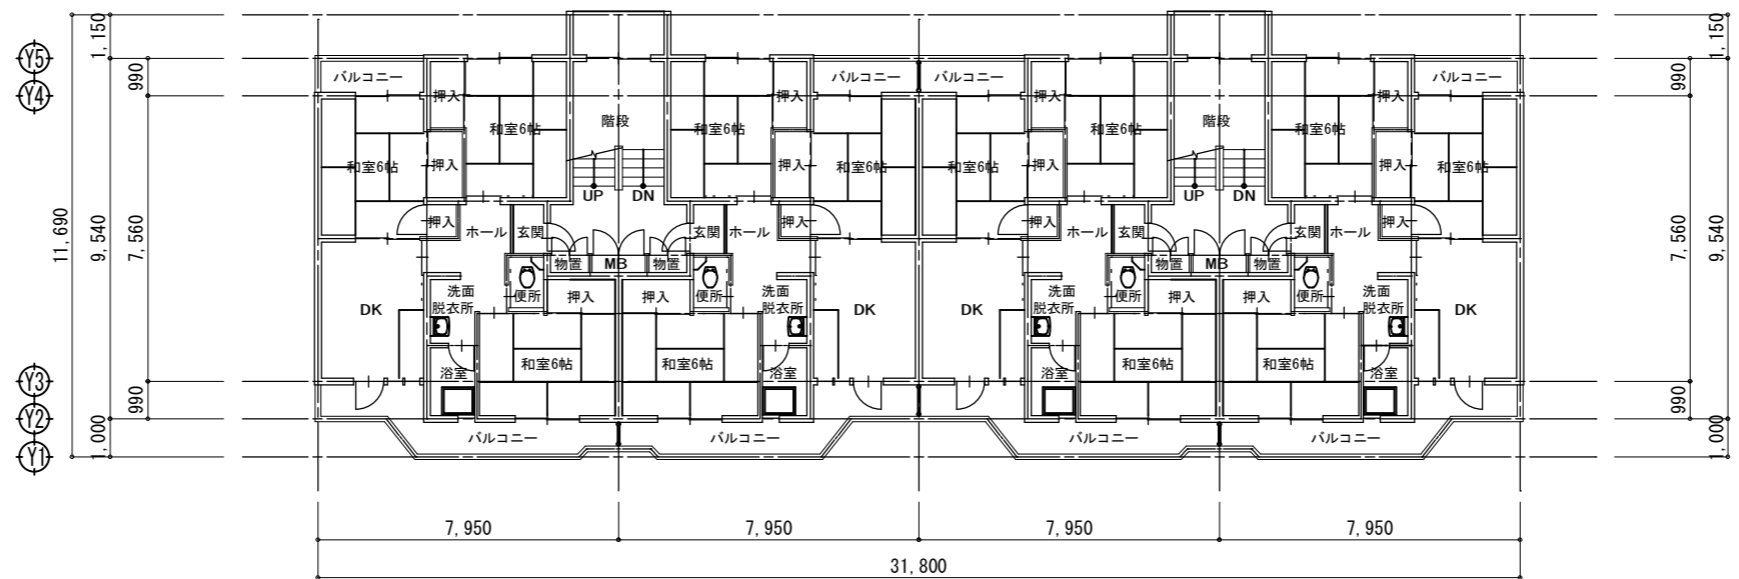 1,150
1,150
Y5
バルコニー
バルコニー
バルコニー
バルコニー
990
990
Y4
押入
押入
押入
押入
和室6帖
階段
和室6帖
和室6帖
階段
和室6帖
和室6帖
押入
押入
和室6帖
和室6帖
押入
押入
和室6帖
UP
DN
UP
DN
押入
押入
押入
押入
11,690
9,540
7,560
7,560
9,540
11,690
ホール
玄関
玄関
ホール
ホール
玄関
玄関
ホール
物置
MB
物置
物置
MB
物置
洗面
脱衣所
便所
押入
押入
便所
洗面
脱衣所
洗面
脱衣所
便所
押入
押入
便所
洗面
脱衣所
DK
DK
DK
DK
浴室
和室6帖
和室6帖
浴室
浴室
和室6帖
和室6帖
浴室
Y3
990
990
Y2
1,000
1,000
バルコニー
バルコニー
バルコニー
バルコニー
Y1
7,950
7,950
7,950
7,950
31,800